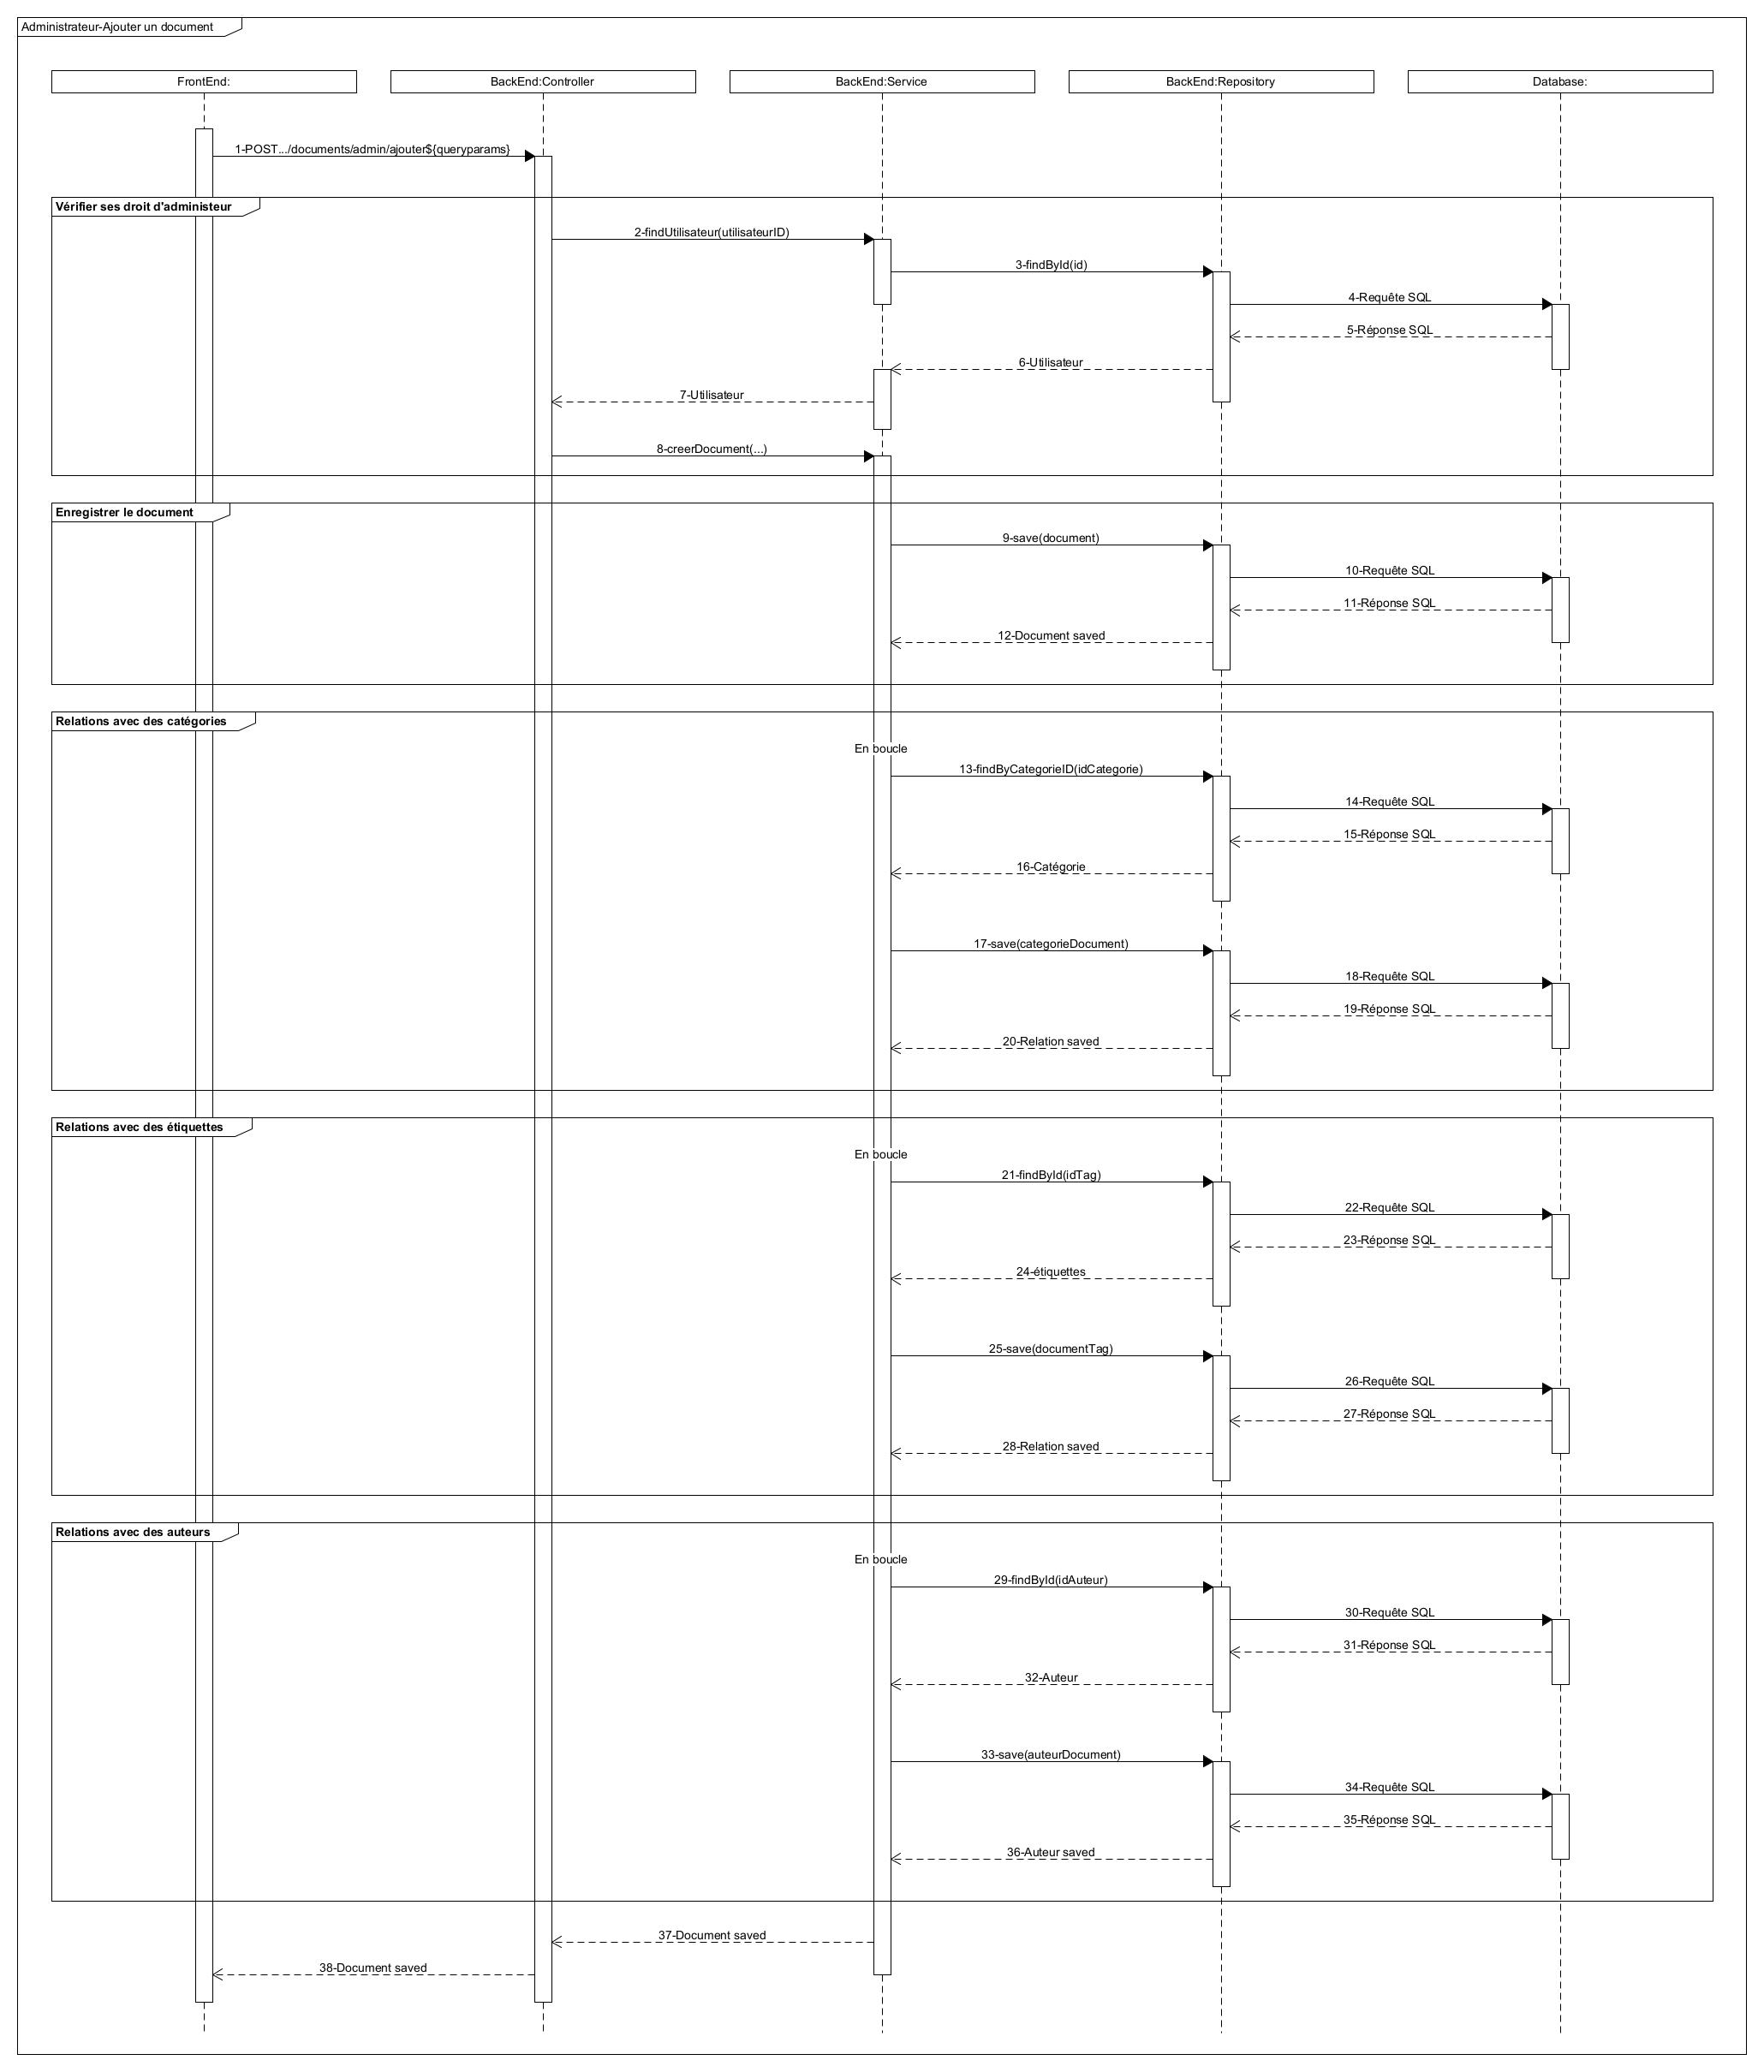 Administrateur-Ajouter un document
FrontEnd:
BackEnd:Controller
BackEnd:Service
BackEnd:Repository
Database:
1-POST.../documents/admin/ajouter${queryparams}
Vérifier ses droit d'administeur
2-findUtilisateur(utilisateurID)
3-findById(id)
4-Requête SQL
5-Réponse SQL
6-Utilisateur
7-Utilisateur
8-creerDocument(...)
Enregistrer le document
9-save(document)
10-Requête SQL
11-Réponse SQL
12-Document saved
Relations avec des catégories
En boucle
13-findByCategorieID(idCategorie)
14-Requête SQL
15-Réponse SQL
16-Catégorie
17-save(categorieDocument)
18-Requête SQL
19-Réponse SQL
20-Relation saved
Relations avec des étiquettes
En boucle
21-findById(idTag)
22-Requête SQL
23-Réponse SQL
24-étiquettes
25-save(documentTag)
26-Requête SQL
27-Réponse SQL
28-Relation saved
Relations avec des auteurs
En boucle
29-findById(idAuteur)
30-Requête SQL
31-Réponse SQL
32-Auteur
33-save(auteurDocument)
34-Requête SQL
35-Réponse SQL
36-Auteur saved
37-Document saved
38-Document saved